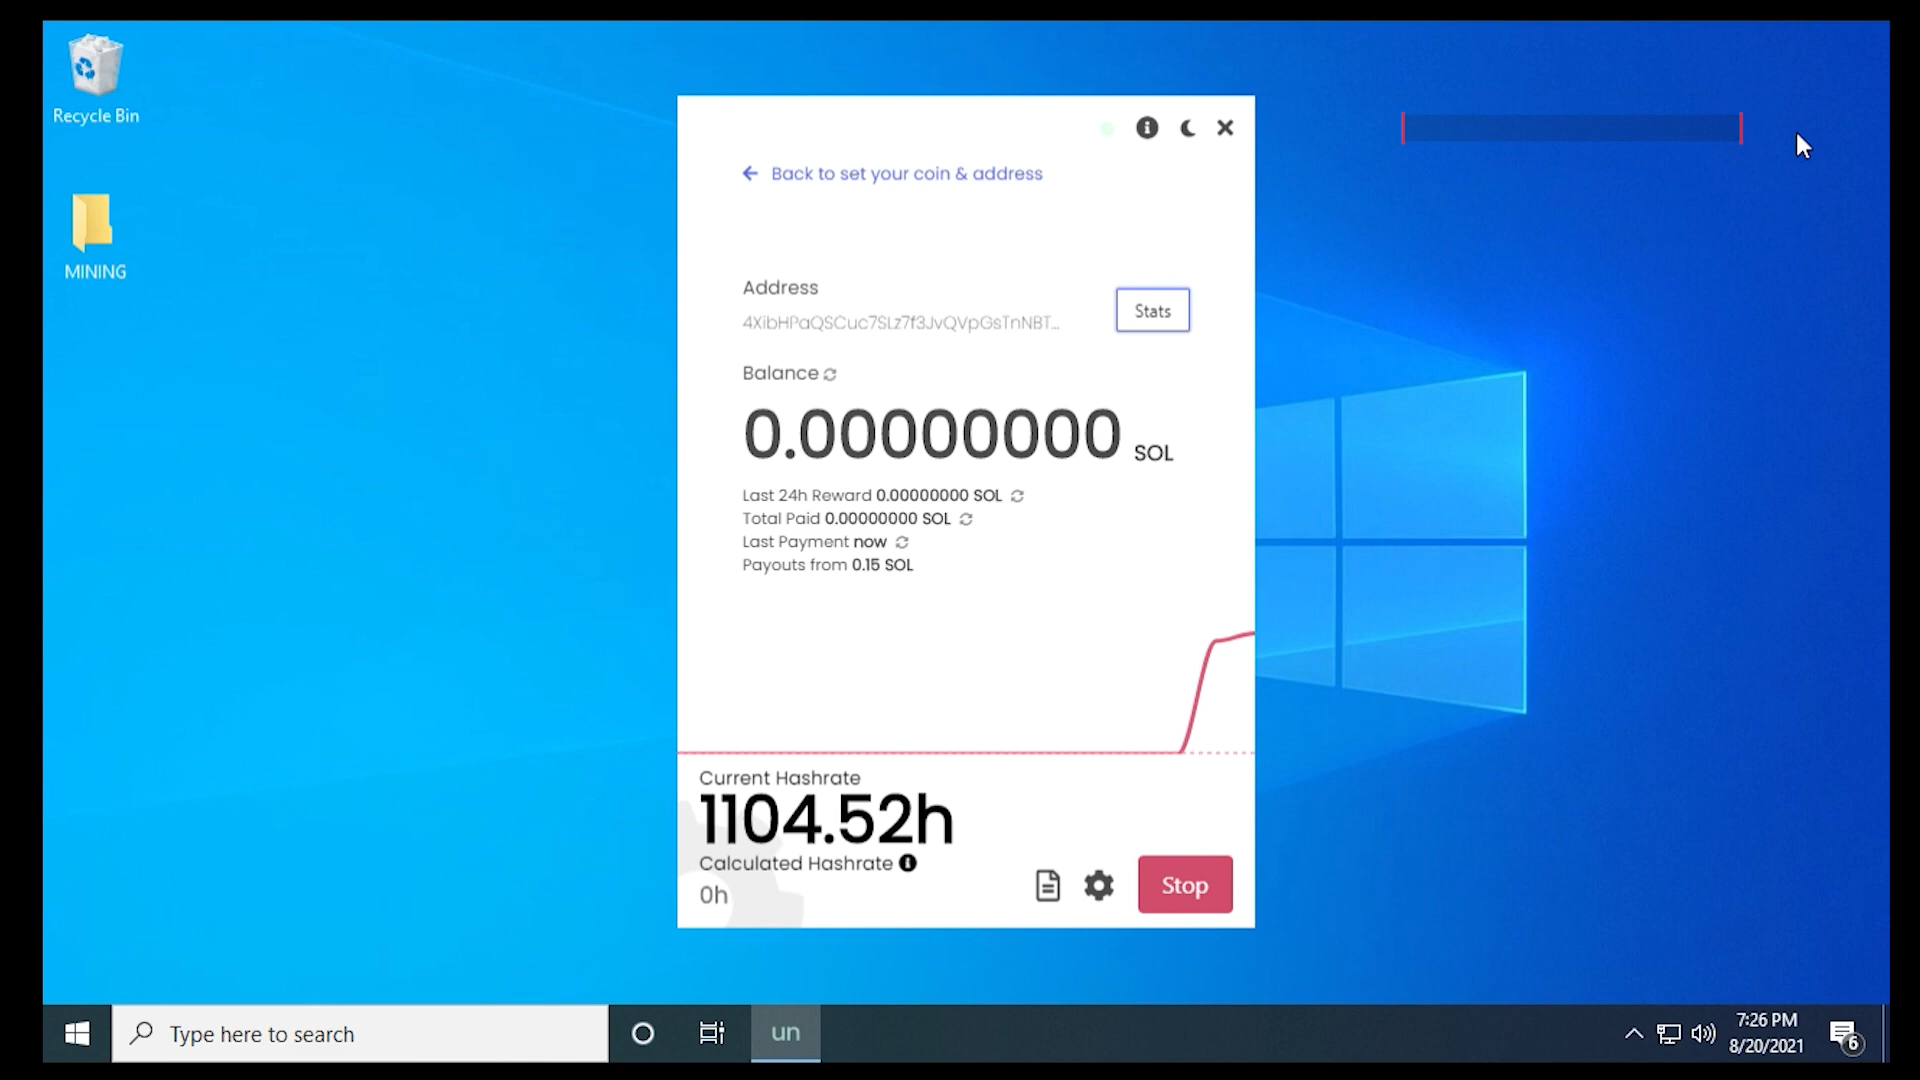 Recycle Bin
MINING
Back to set your coin & address
Address
4XibHPaQSCuc7SLz7f3JvQVpGsTnNBT...
Stats
Balance
0.00000000 SOL
Last 24h Reward 0.00000000 SOL
Total Paid 0.00000000 SOL
Last Payment now
Payouts from 0.15 SOL
Current Hashrate
1104.52h
Calculated Hashrate
0h
Stop
Type here to search
un
7:26 PM
8/20/2021
6